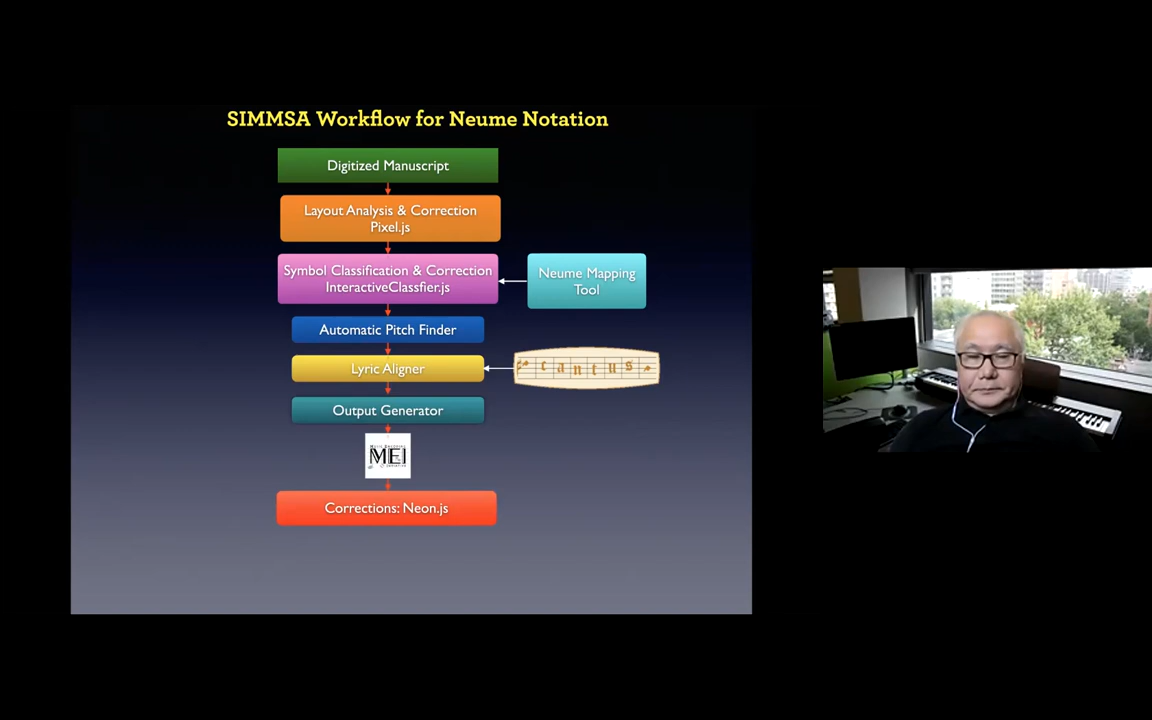 SIMMSA Workflow for Neume Notation
Digitized Manuscript
Layout Analysis & Correction
Pixel.js
Symbol Classification & Correction
InteractiveClassfier.js
Neume Mapping
Tool
Automatic Pitch Finder
Lyric Aligner
cantus
Output Generator
MEI
Corrections: Neon.js